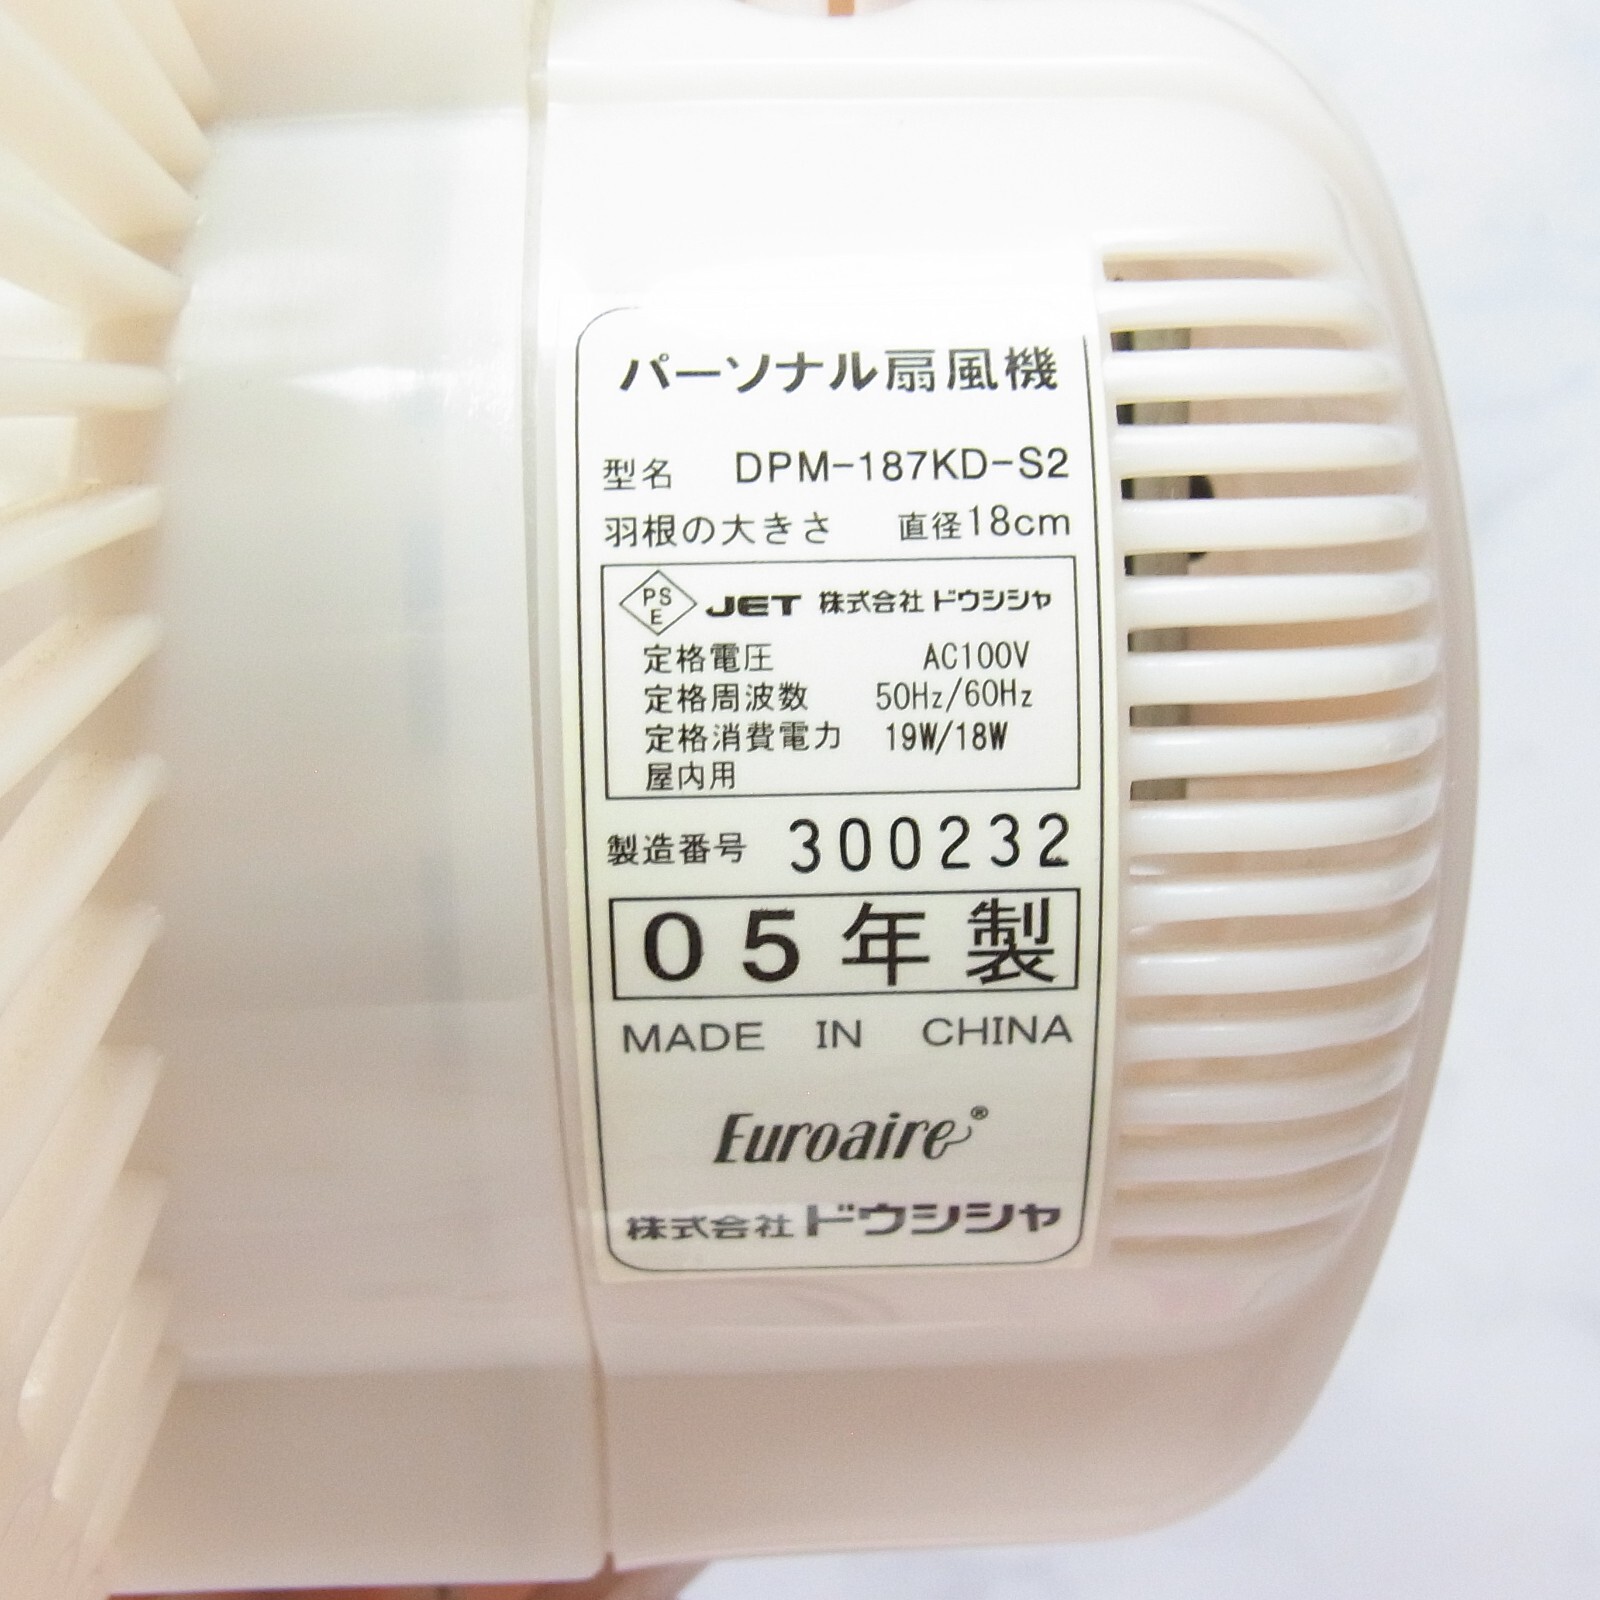 パーソナル扇風機
型名 DPM-187KD-S2
羽根の大きさ 直径18cm
PSE JET 株式会社ドウシシャ
定格電圧 AC100V
定格周波数 50Hz/60Hz
定格消費電力 19W/18W
屋内用
製造番号 300232
05年製
MADE IN CHINA
Euroaire®
株式会社ドウシシャ